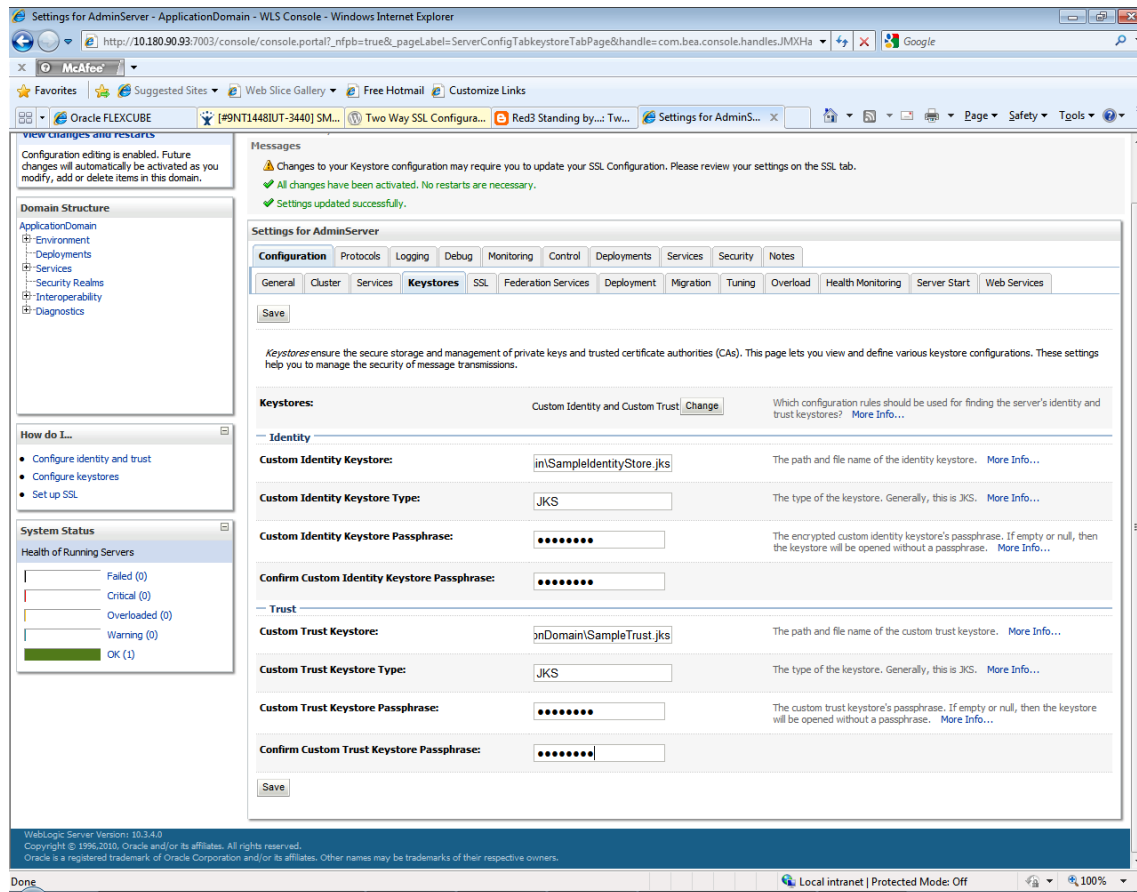 Settings for AdminServer - ApplicationDomain - WLS Console - Windows Internet Explorer
http://10.180.90.93:7003/console/console.portal?_nfpb=true&_pageLabel=ServerConfigTabkeystoreTabPage&handle=com.bea.console.handles.JMXHa
Google
x McAfee
Favorites Suggested Sites Web Slice Gallery Free Hotmail Customize Links
Oracle FLEXCUBE [#9NT1448IUT-3440] SM... Two Way SSL Configura... Red3 Standing by...: Tw... Settings for AdminS... X Page Safety Tools
View changes and restarts
Configuration editing is enabled. Future
changes will automatically be activated as you
modify, add or delete items in this domain.
Domain Structure
ApplicationDomain
Environment
Deployments
Services
Security Realms
Interoperability
Diagnostics
How do I...
Configure identity and trust
Configure keystores
Set up SSL
System Status
Health of Running Servers
Failed (0)
Critical (0)
Overloaded (0)
Warning (0)
OK (1)
Messages
Changes to your Keystore configuration may require you to update your SSL Configuration. Please review your settings on the SSL tab.
All changes have been activated. No restarts are necessary.
Settings updated successfully.
Settings for AdminServer
Configuration Protocols Logging Debug Monitoring Control Deployments Services Security Notes
General Cluster Services Keystores SSL Federation Services Deployment Migration Tuning Overload Health Monitoring Server Start Web Services
Save
Keystores ensure the secure storage and management of private keys and trusted certificate authorities (CAs). This page lets you view and define various keystore configurations. These settings
help you to manage the security of message transmissions.
Keystores: Custom Identity and Custom Trust Change Which configuration rules should be used for finding the server's identity and
trust keystores? More Info...
Identity
Custom Identity Keystore: in\SampleIdentityStore.jks The path and file name of the identity keystore. More Info...
Custom Identity Keystore Type: JKS The type of the keystore. Generally, this is JKS. More Info...
Custom Identity Keystore Passphrase: ●●●●●●●● The encrypted custom identity keystore's passphrase. If empty or null, then
the keystore will be opened without a passphrase. More Info...
Confirm Custom Identity Keystore Passphrase: ●●●●●●●●
Trust
Custom Trust Keystore: onDomain\SampleTrust.jks The path and file name of the custom trust keystore. More Info...
Custom Trust Keystore Type: JKS The type of the keystore. Generally, this is JKS. More Info...
Custom Trust Keystore Passphrase: ●●●●●●●● The custom trust keystore's passphrase. If empty or null, then the keystore
will be opened without a passphrase. More Info...
Confirm Custom Trust Keystore Passphrase: ●●●●●●●●
Save
WebLogic Server Version: 10.3.4.0
Copyright © 1996,2010, Oracle and/or its affiliates. All rights reserved.
Oracle is a registered trademark of Oracle Corporation and/or its affiliates. Other names may be trademarks of their respective owners.
Done Local intranet | Protected Mode: Off 100%